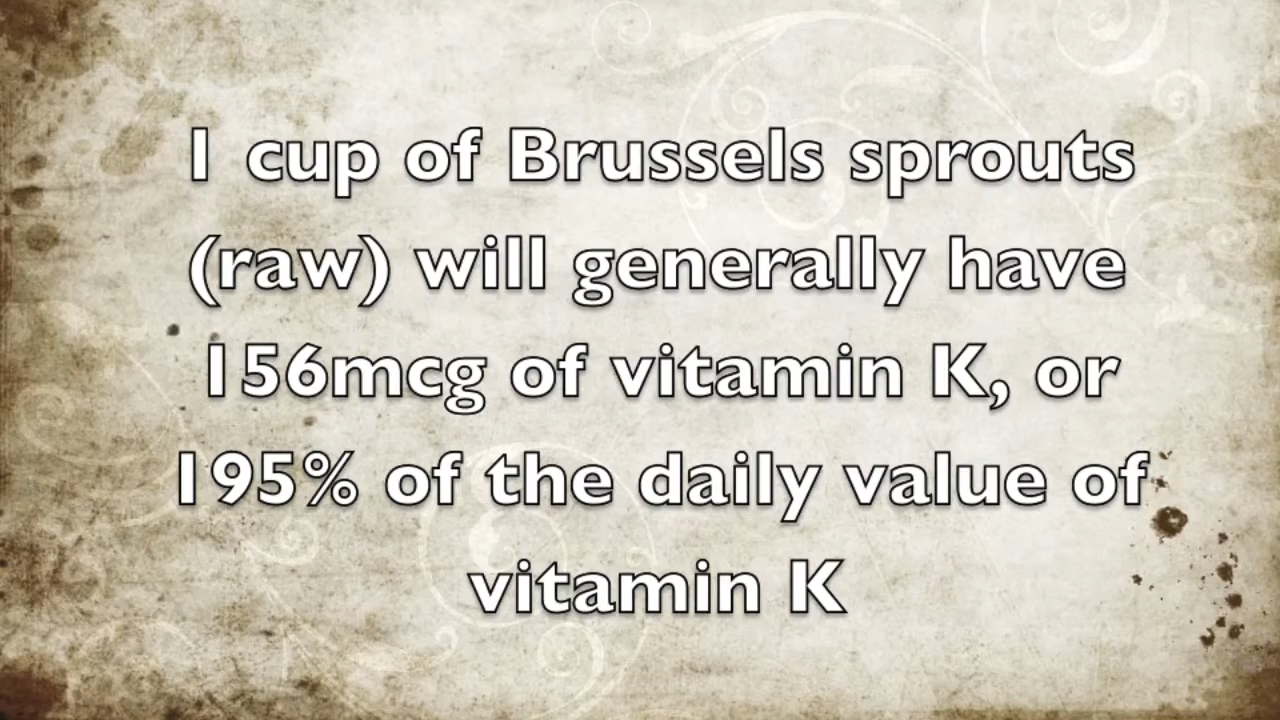 1 cup of Brussels sprouts
(raw) will generally have
156mcg of vitamin K, or
195% of the daily value of
vitamin K